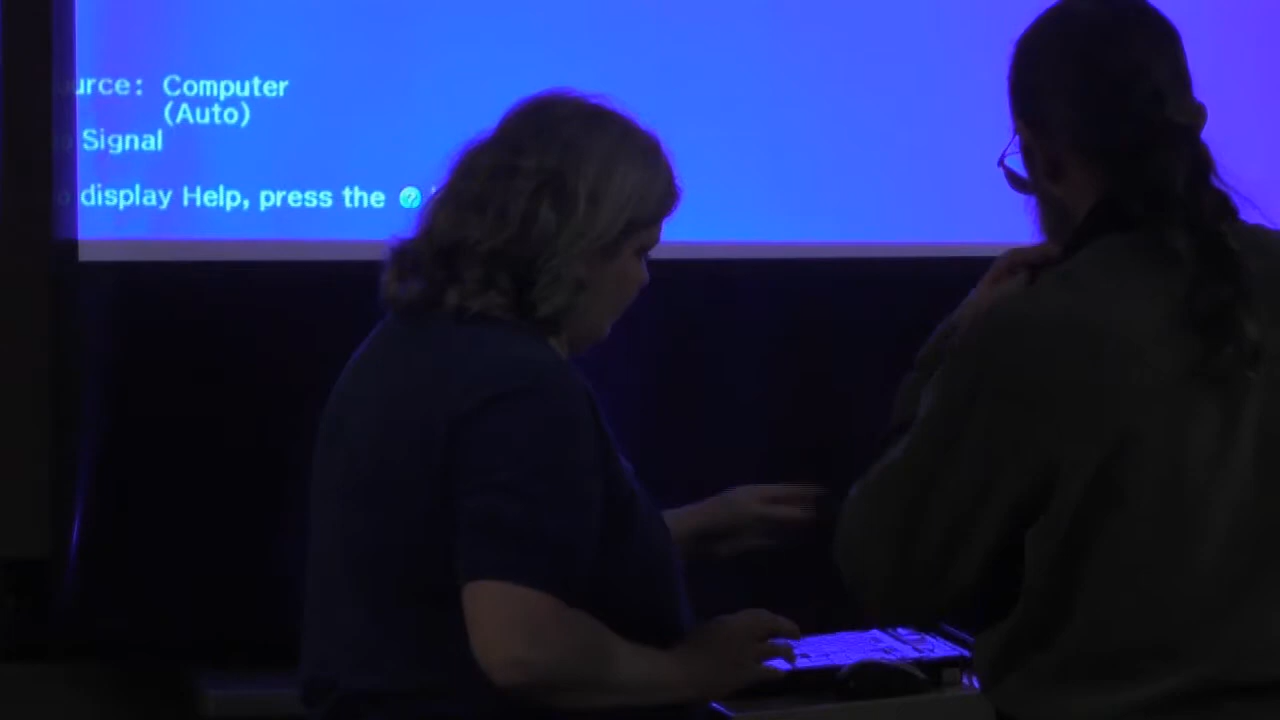 urce: Computer
(Auto)
Signal
display Help, press the ?